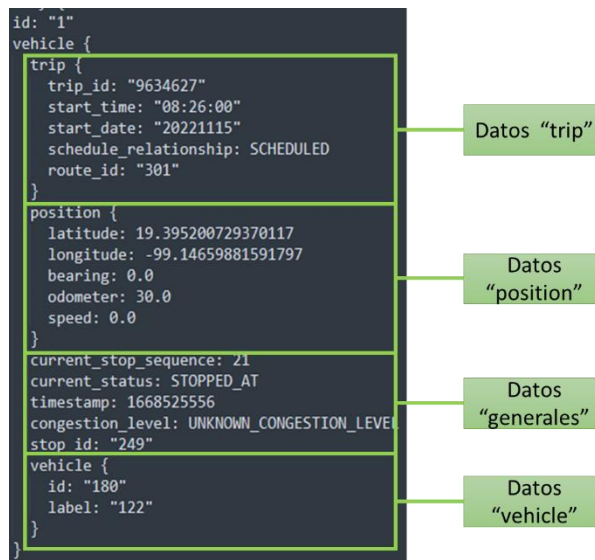 id: "1"
vehicle {
trip {
trip_id: "9634627"
start_time: "08:26:00"
start_date: "20221115"
schedule_relationship: SCHEDULED
route_id: "301"
}
position {
latitude: 19.395200729370117
longitude: -99.14659881591797
bearing: 0.0
odometer: 30.0
speed: 0.0
}
current_stop_sequence: 21
current_status: STOPPED_AT
timestamp: 1668525556
congestion_level: UNKNOWN_CONGESTION_LEVEL
stop_id: "249"
vehicle {
id: "180"
label: "122"
}
}
Datos "trip"
Datos
"position"
Datos
"generales"
Datos
"vehicle"